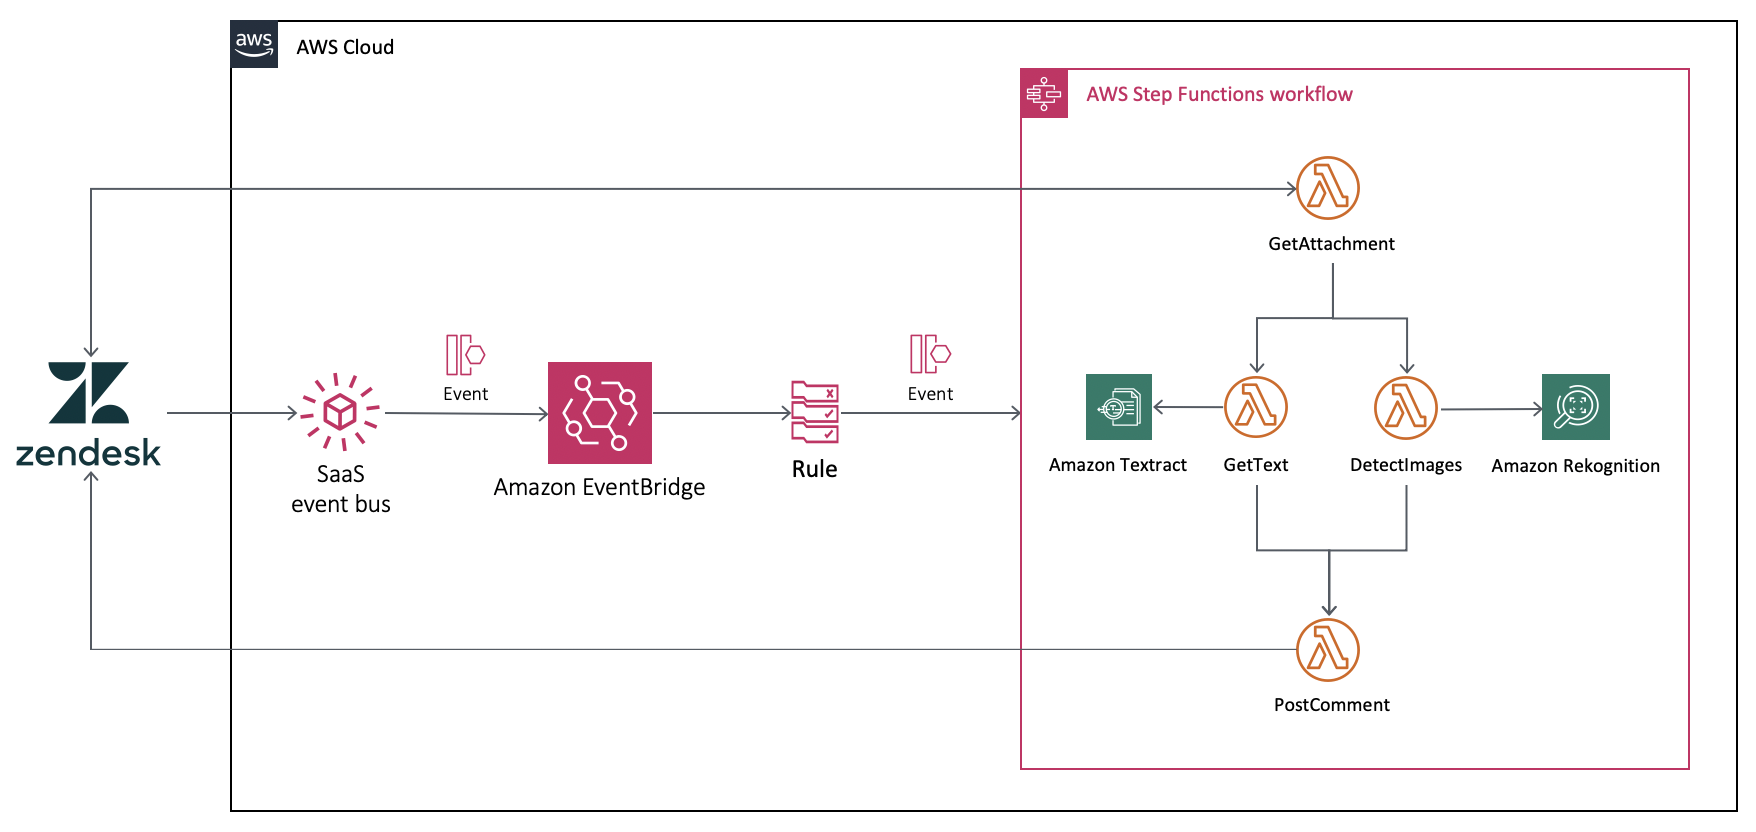 aws
AWS Cloud
AWS Step Functions workflow
GetAttachment
Event
Event
zendesk
SaaS
event bus
Amazon EventBridge
Rule
Amazon Textract
GetText
DetectImages
Amazon Rekognition
PostComment